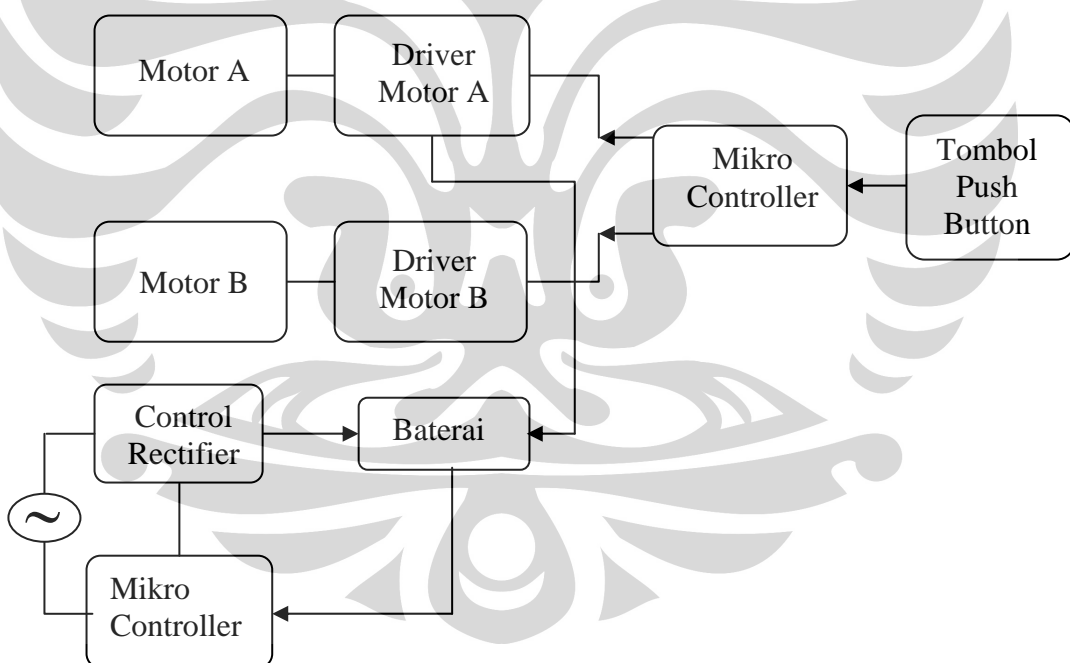 Motor A
Driver
Motor A
Mikro
Controller
Tombol
Push
Button
Motor B
Driver
Motor B
Control
Rectifier
Baterai
~
Mikro
Controller